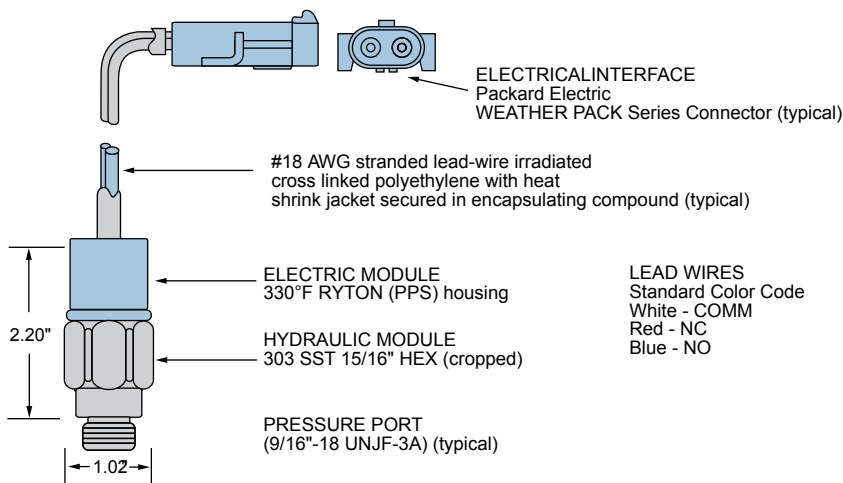 ELECTRICALINTERFACE
Packard Electric
WEATHER PACK Series Connector (typical)
#18 AWG stranded lead-wire irradiated
cross linked polyethylene with heat
shrink jacket secured in encapsulating compound (typical)
ELECTRIC MODULE
330°F RYTON (PPS) housing
LEAD WIRES
Standard Color Code
White - COMM
Red - NC
Blue - NO
2.20"
HYDRAULIC MODULE
303 SST 15/16" HEX (cropped)
PRESSURE PORT
(9/16"-18 UNJF-3A) (typical)
1.02"